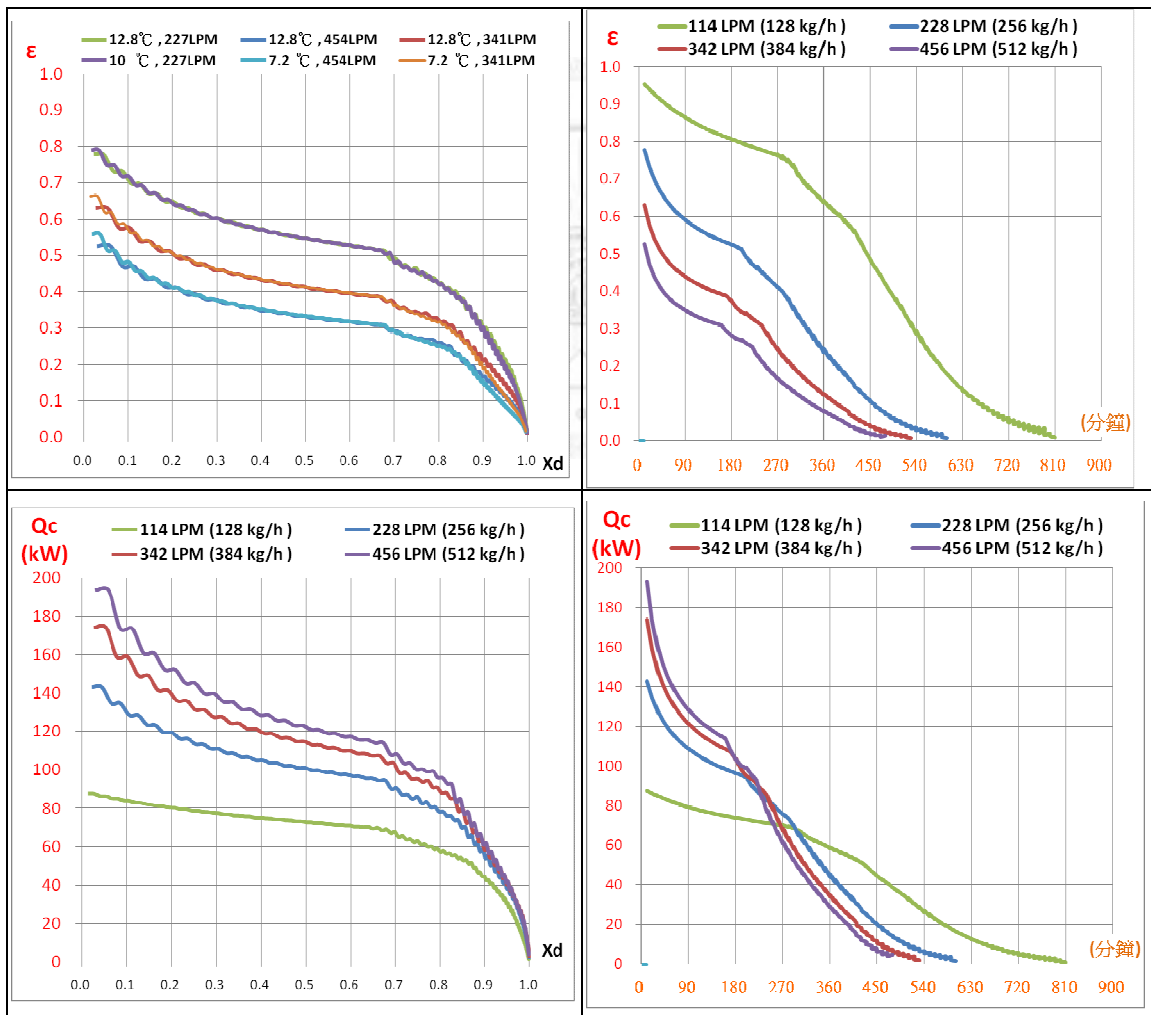 ε
12.8℃ , 227LPM 12.8℃ , 454LPM 12.8℃ , 341LPM
10 ℃ , 227LPM 7.2 ℃ , 454LPM 7.2 ℃ , 341LPM
1.0
0.9
0.8
0.7
0.6
0.5
0.4
0.3
0.2
0.1
0.0
0.0 0.1 0.2 0.3 0.4 0.5 0.6 0.7 0.8 0.9 1.0 Xd
ε
114 LPM (128 kg/h ) 228 LPM (256 kg/h )
342 LPM (384 kg/h ) 456 LPM (512 kg/h )
1.0
0.9
0.8
0.7
0.6
0.5
0.4
0.3
0.2
0.1
0.0
(分鐘)
0 90 180 270 360 450 540 630 720 810 900
Qc
(kW)
114 LPM (128 kg/h ) 228 LPM (256 kg/h )
342 LPM (384 kg/h ) 456 LPM (512 kg/h )
200
180
160
140
120
100
80
60
40
20
0
Xd
0.0 0.1 0.2 0.3 0.4 0.5 0.6 0.7 0.8 0.9 1.0
Qc
(kW)
114 LPM (128 kg/h ) 228 LPM (256 kg/h )
342 LPM (384 kg/h ) 456 LPM (512 kg/h )
200
180
160
140
120
100
80
60
40
20
0
(分鐘)
0 90 180 270 360 450 540 630 720 810 900